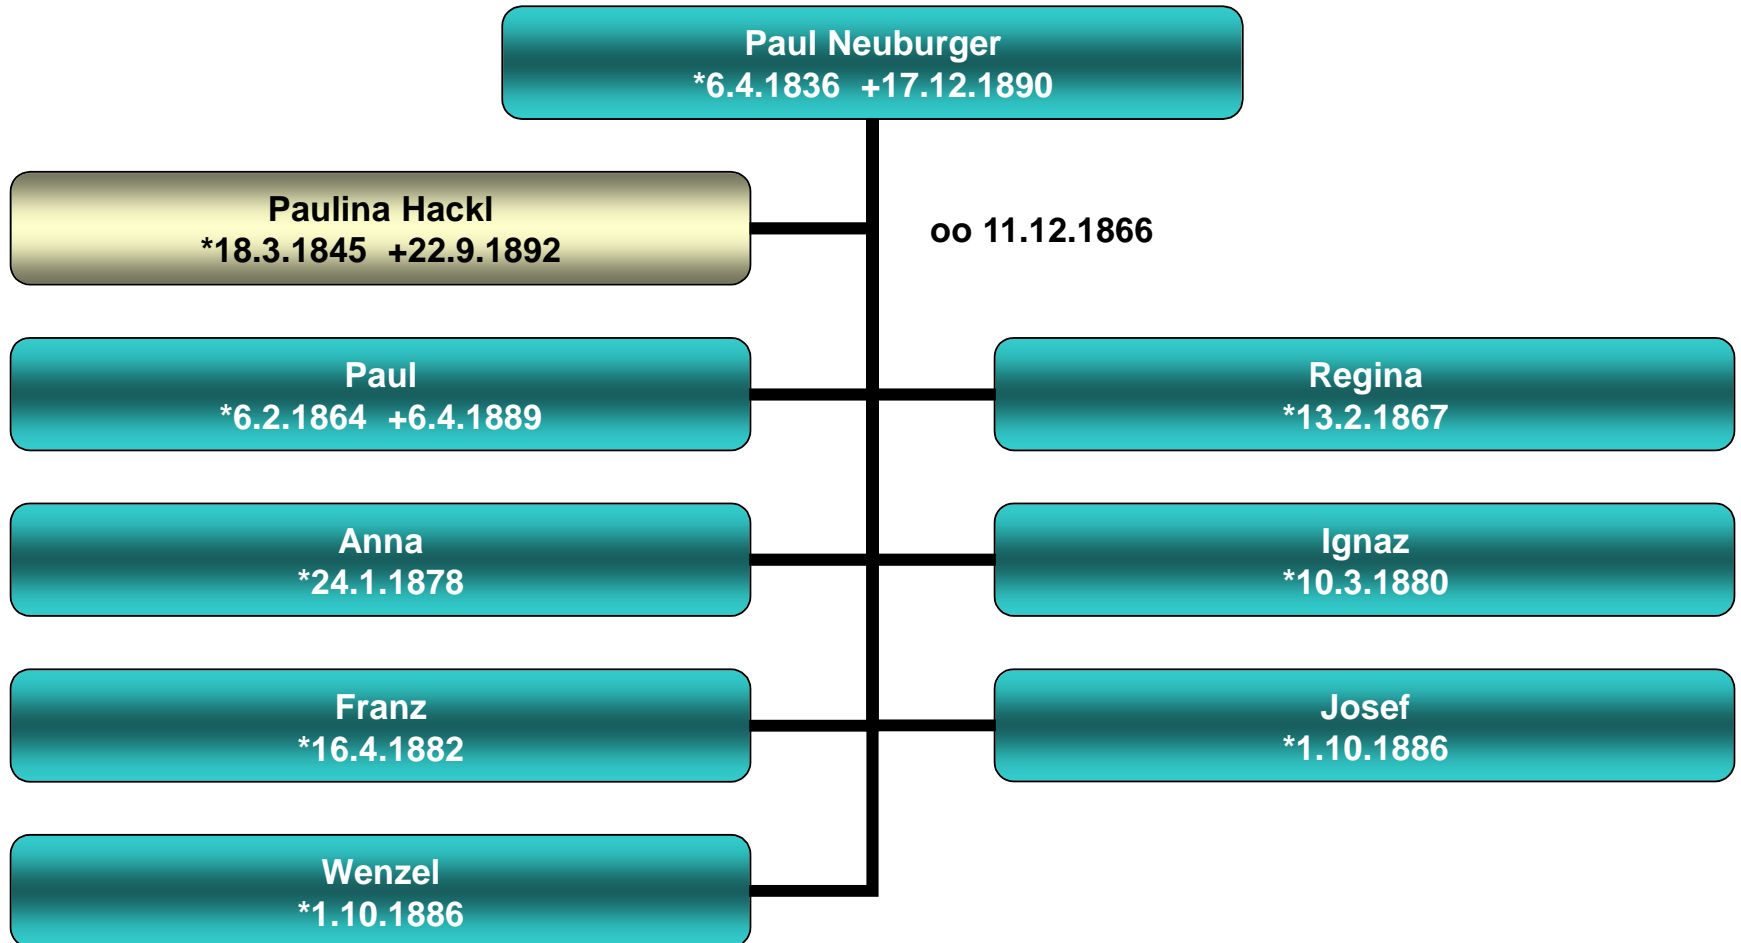 Paul Neuburger
*6.4.1836 +17.12.1890
Paulina Hackl
*18.3.1845 +22.9.1892
oo 11.12.1866
Paul
*6.2.1864 +6.4.1889
Regina
*13.2.1867
Anna
*24.1.1878
Ignaz
*10.3.1880
Franz
*16.4.1882
Josef
*1.10.1886
Wenzel
*1.10.1886